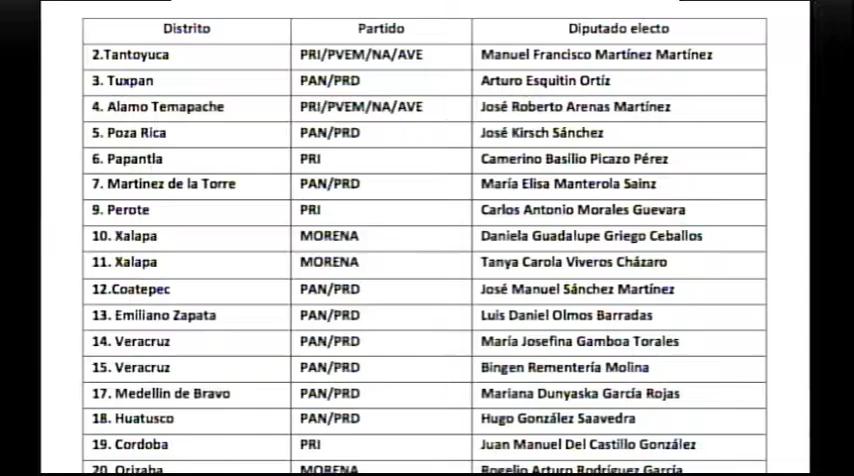 Distrito Partido Diputado electo
2.Tantoyuca PRI/PVEM/NA/AVE Manuel Francisco Martínez Martínez
3. Tuxpan PAN/PRD Arturo Esquitin Ortíz
4. Alamo Temapache PRI/PVEM/NA/AVE José Roberto Arenas Martínez
5. Poza Rica PAN/PRD José Kirsch Sánchez
6. Papantla PRI Camerino Basilio Picazo Pérez
7. Martinez de la Torre PAN/PRD María Elisa Manterola Sainz
9. Perote PRI Carlos Antonio Morales Guevara
10. Xalapa MORENA Daniela Guadalupe Griego Ceballos
11. Xalapa MORENA Tanya Carola Viveros Cházaro
12.Coatepec PAN/PRD José Manuel Sánchez Martínez
13. Emiliano Zapata PAN/PRD Luis Daniel Olmos Barradas
14. Veracruz PAN/PRD María Josefina Gamboa Torales
15. Veracruz PAN/PRD Bingen Rementería Molina
17. Medellin de Bravo PAN/PRD Mariana Dunyaska García Rojas
18. Huatusco PAN/PRD Hugo González Saavedra
19. Cordoba PRI Juan Manuel Del Castillo González
20. Orizaba MORENA Rogelio Arturo Rodríguez García